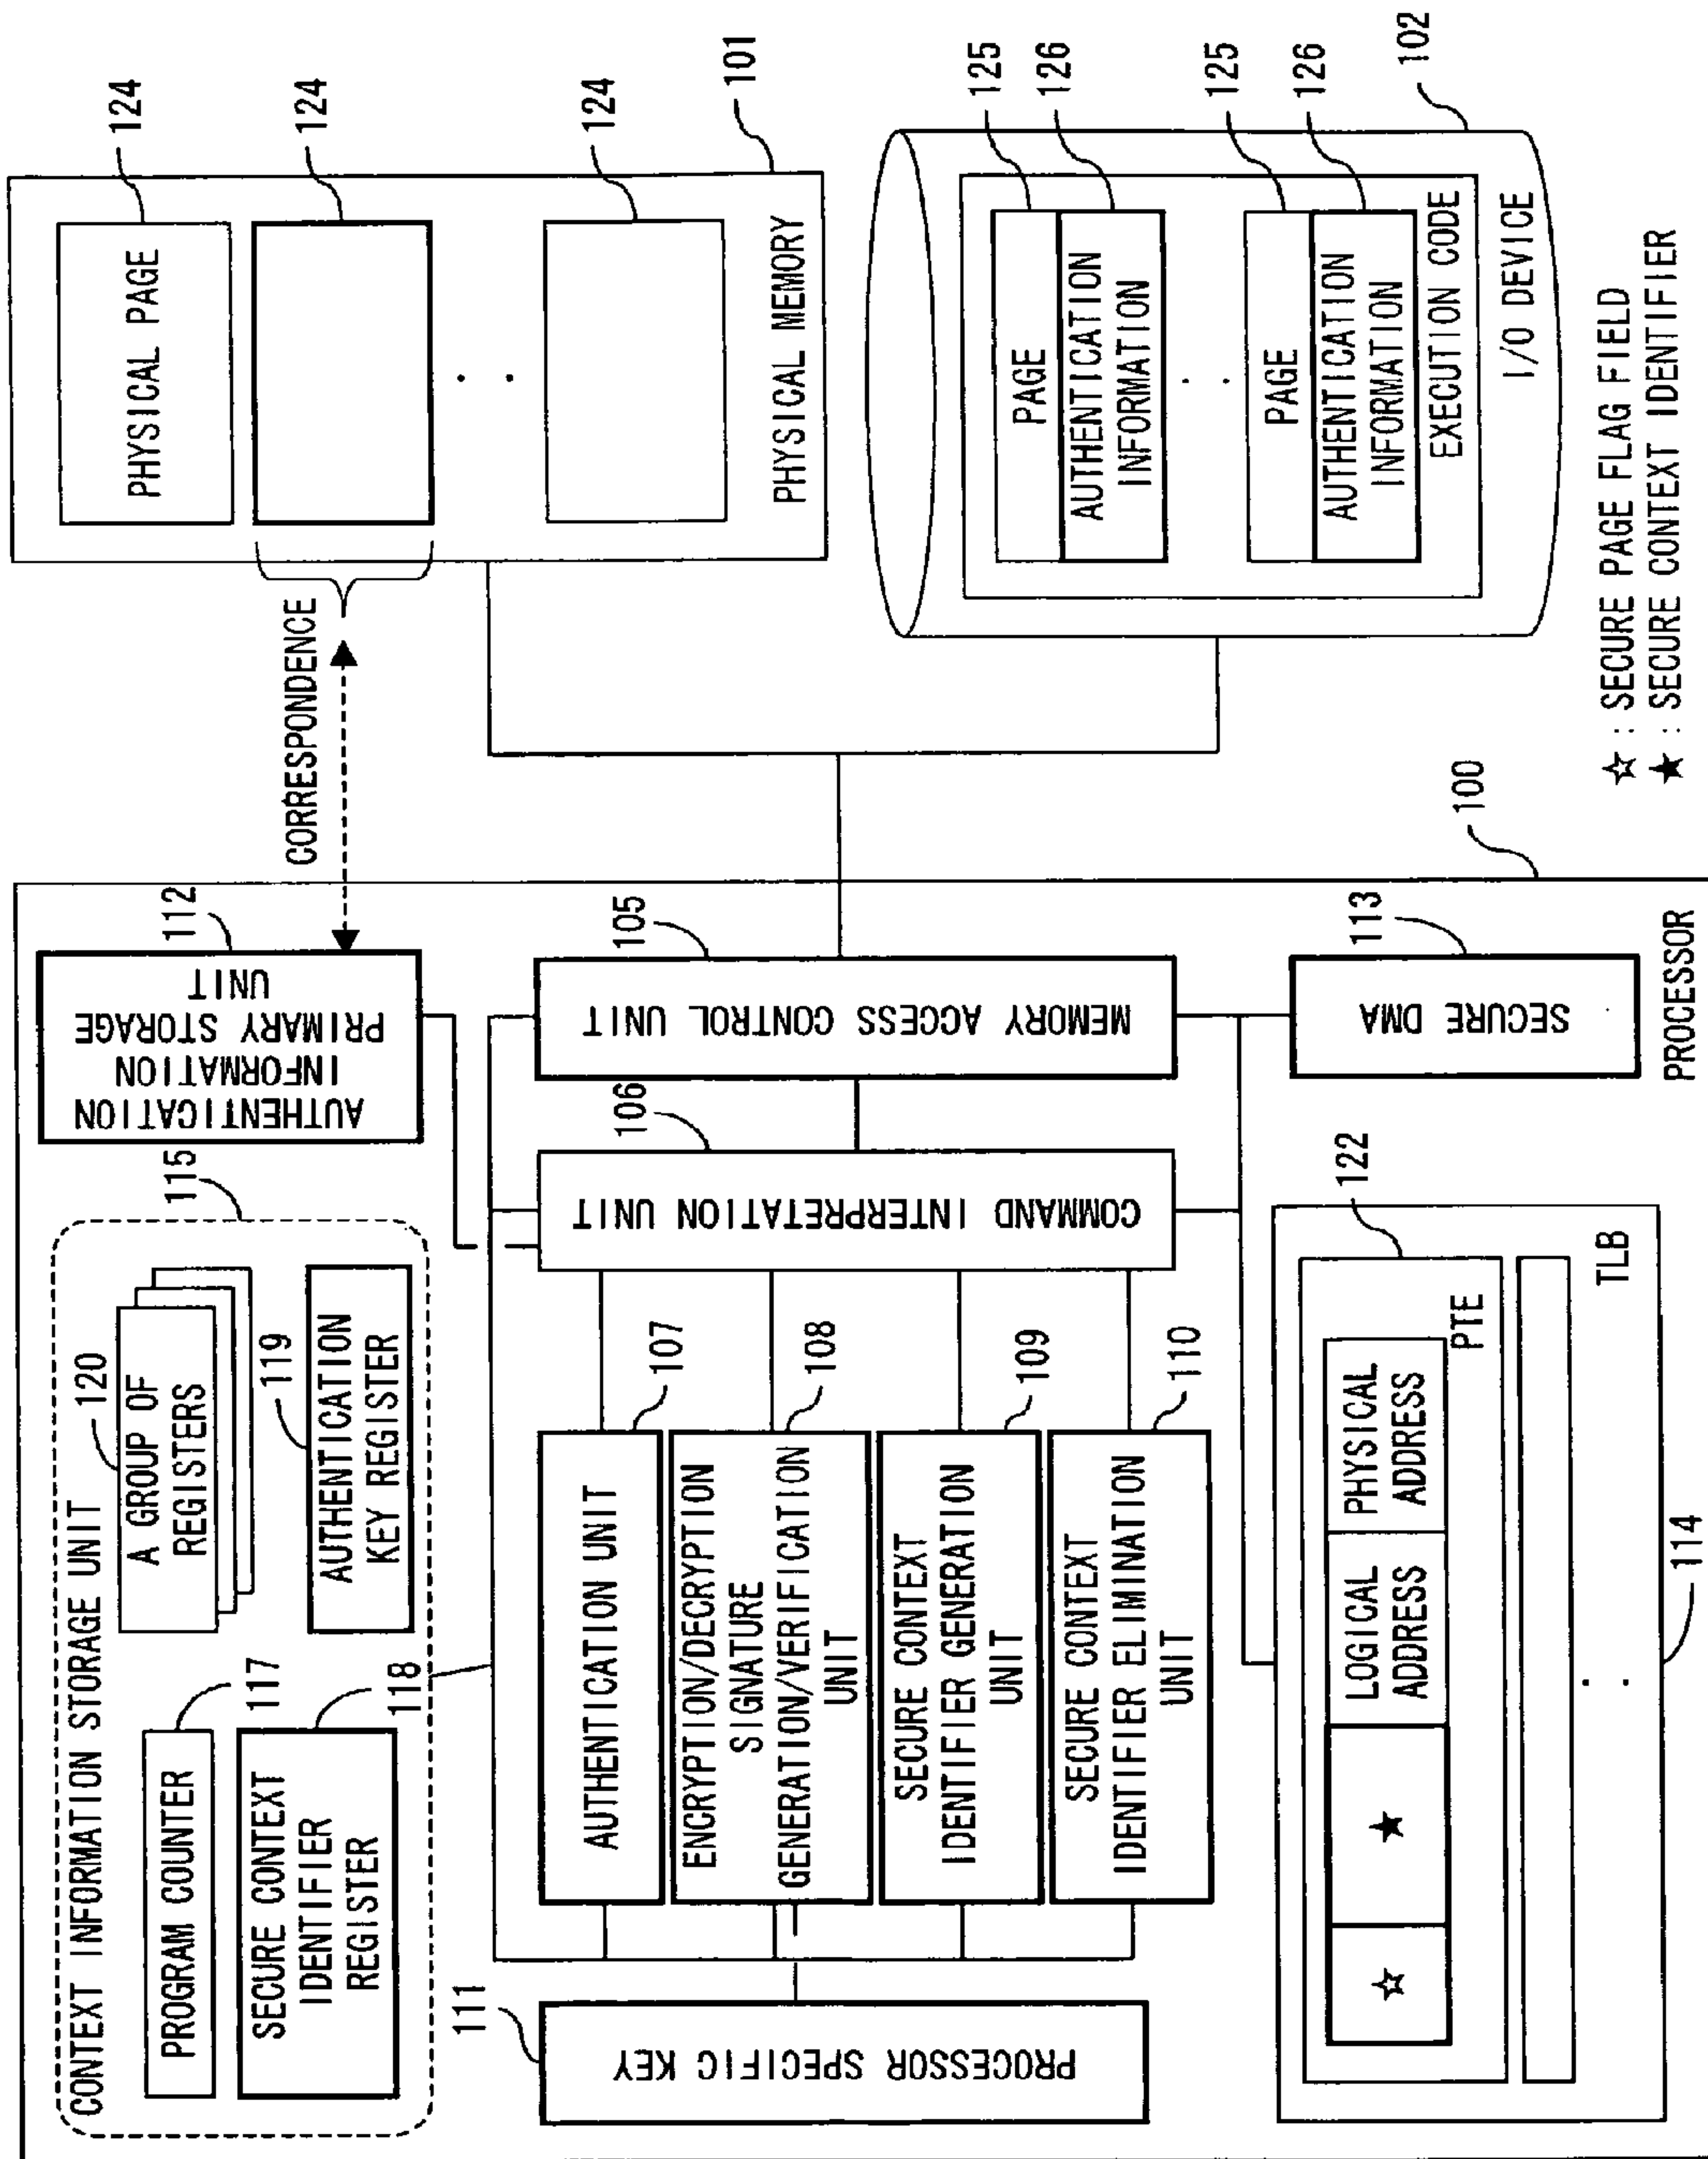 CONTEXT INFORMATION STORAGE UNIT
115
PROGRAM COUNTER
117
SECURE CONTEXT
IDENTIFIER
REGISTER
118
120
A GROUP OF
REGISTERS
119
AUTHENTICATION
KEY REGISTER
112
AUTHENTICATION
INFORMATION
PRIMARY STORAGE
UNIT
CORRESPONDENCE
124
PHYSICAL PAGE
124
124
PHYSICAL MEMORY
101
111
PROCESSOR SPECIFIC KEY
AUTHENTICATION UNIT
107
ENCRYPTION/DECRYPTION
SIGNATURE
GENERATION/VERIFICATION
UNIT
108
SECURE CONTEXT
IDENTIFIER GENERATION
UNIT
109
SECURE CONTEXT
IDENTIFIER ELIMINATION
UNIT
110
106
COMMAND INTERPRETATION UNIT
105
MEMORY ACCESS CONTROL UNIT
113
SECURE DMA
PROCESSOR
100
☆
★
LOGICAL
ADDRESS
PHYSICAL
ADDRESS
PTE
122
TLB
114
125
PAGE
126
AUTHENTICATION
INFORMATION
125
PAGE
126
AUTHENTICATION
INFORMATION
EXECUTION CODE
I/O DEVICE
102
☆ : SECURE PAGE FLAG FIELD
★ : SECURE CONTEXT IDENTIFIER